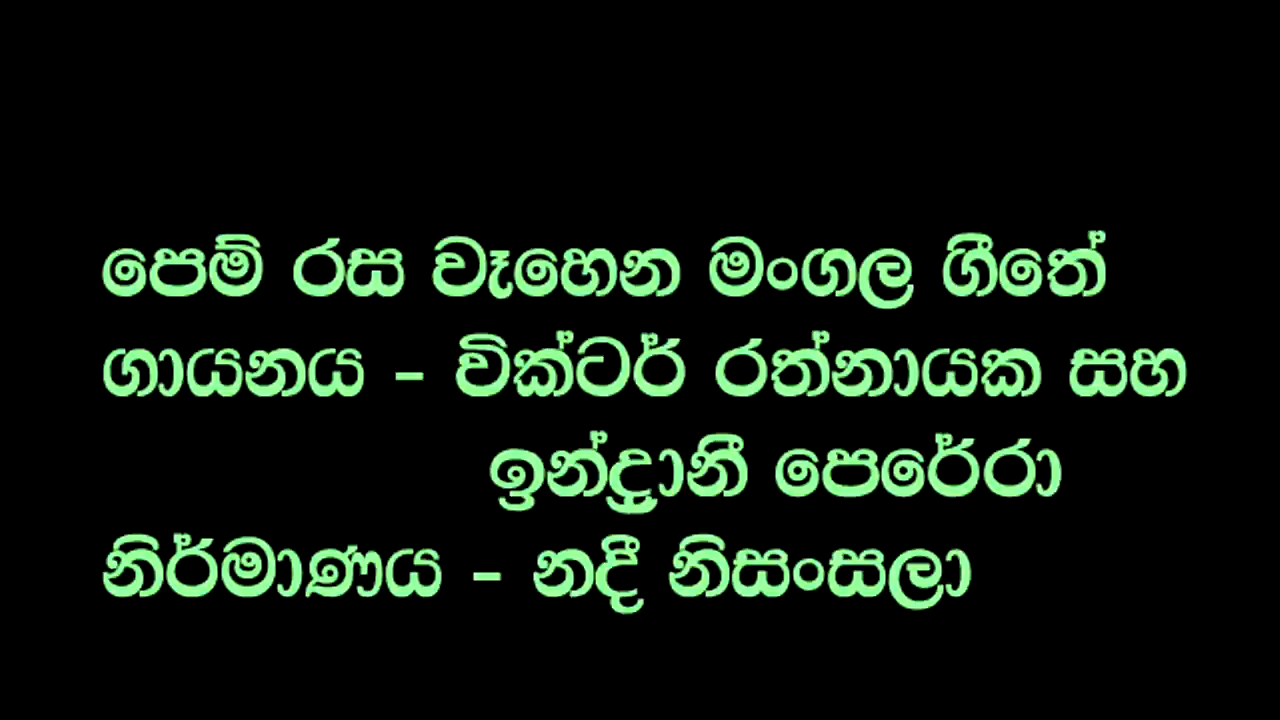 පෙම් රස වෑහෙන මංගල ගීතේ
ගායනය - වික්ටර් රත්නායක සහ
ඉන්ද්‍රානි පෙරේරා
නිර්මාණය - නදී නිසංසලා